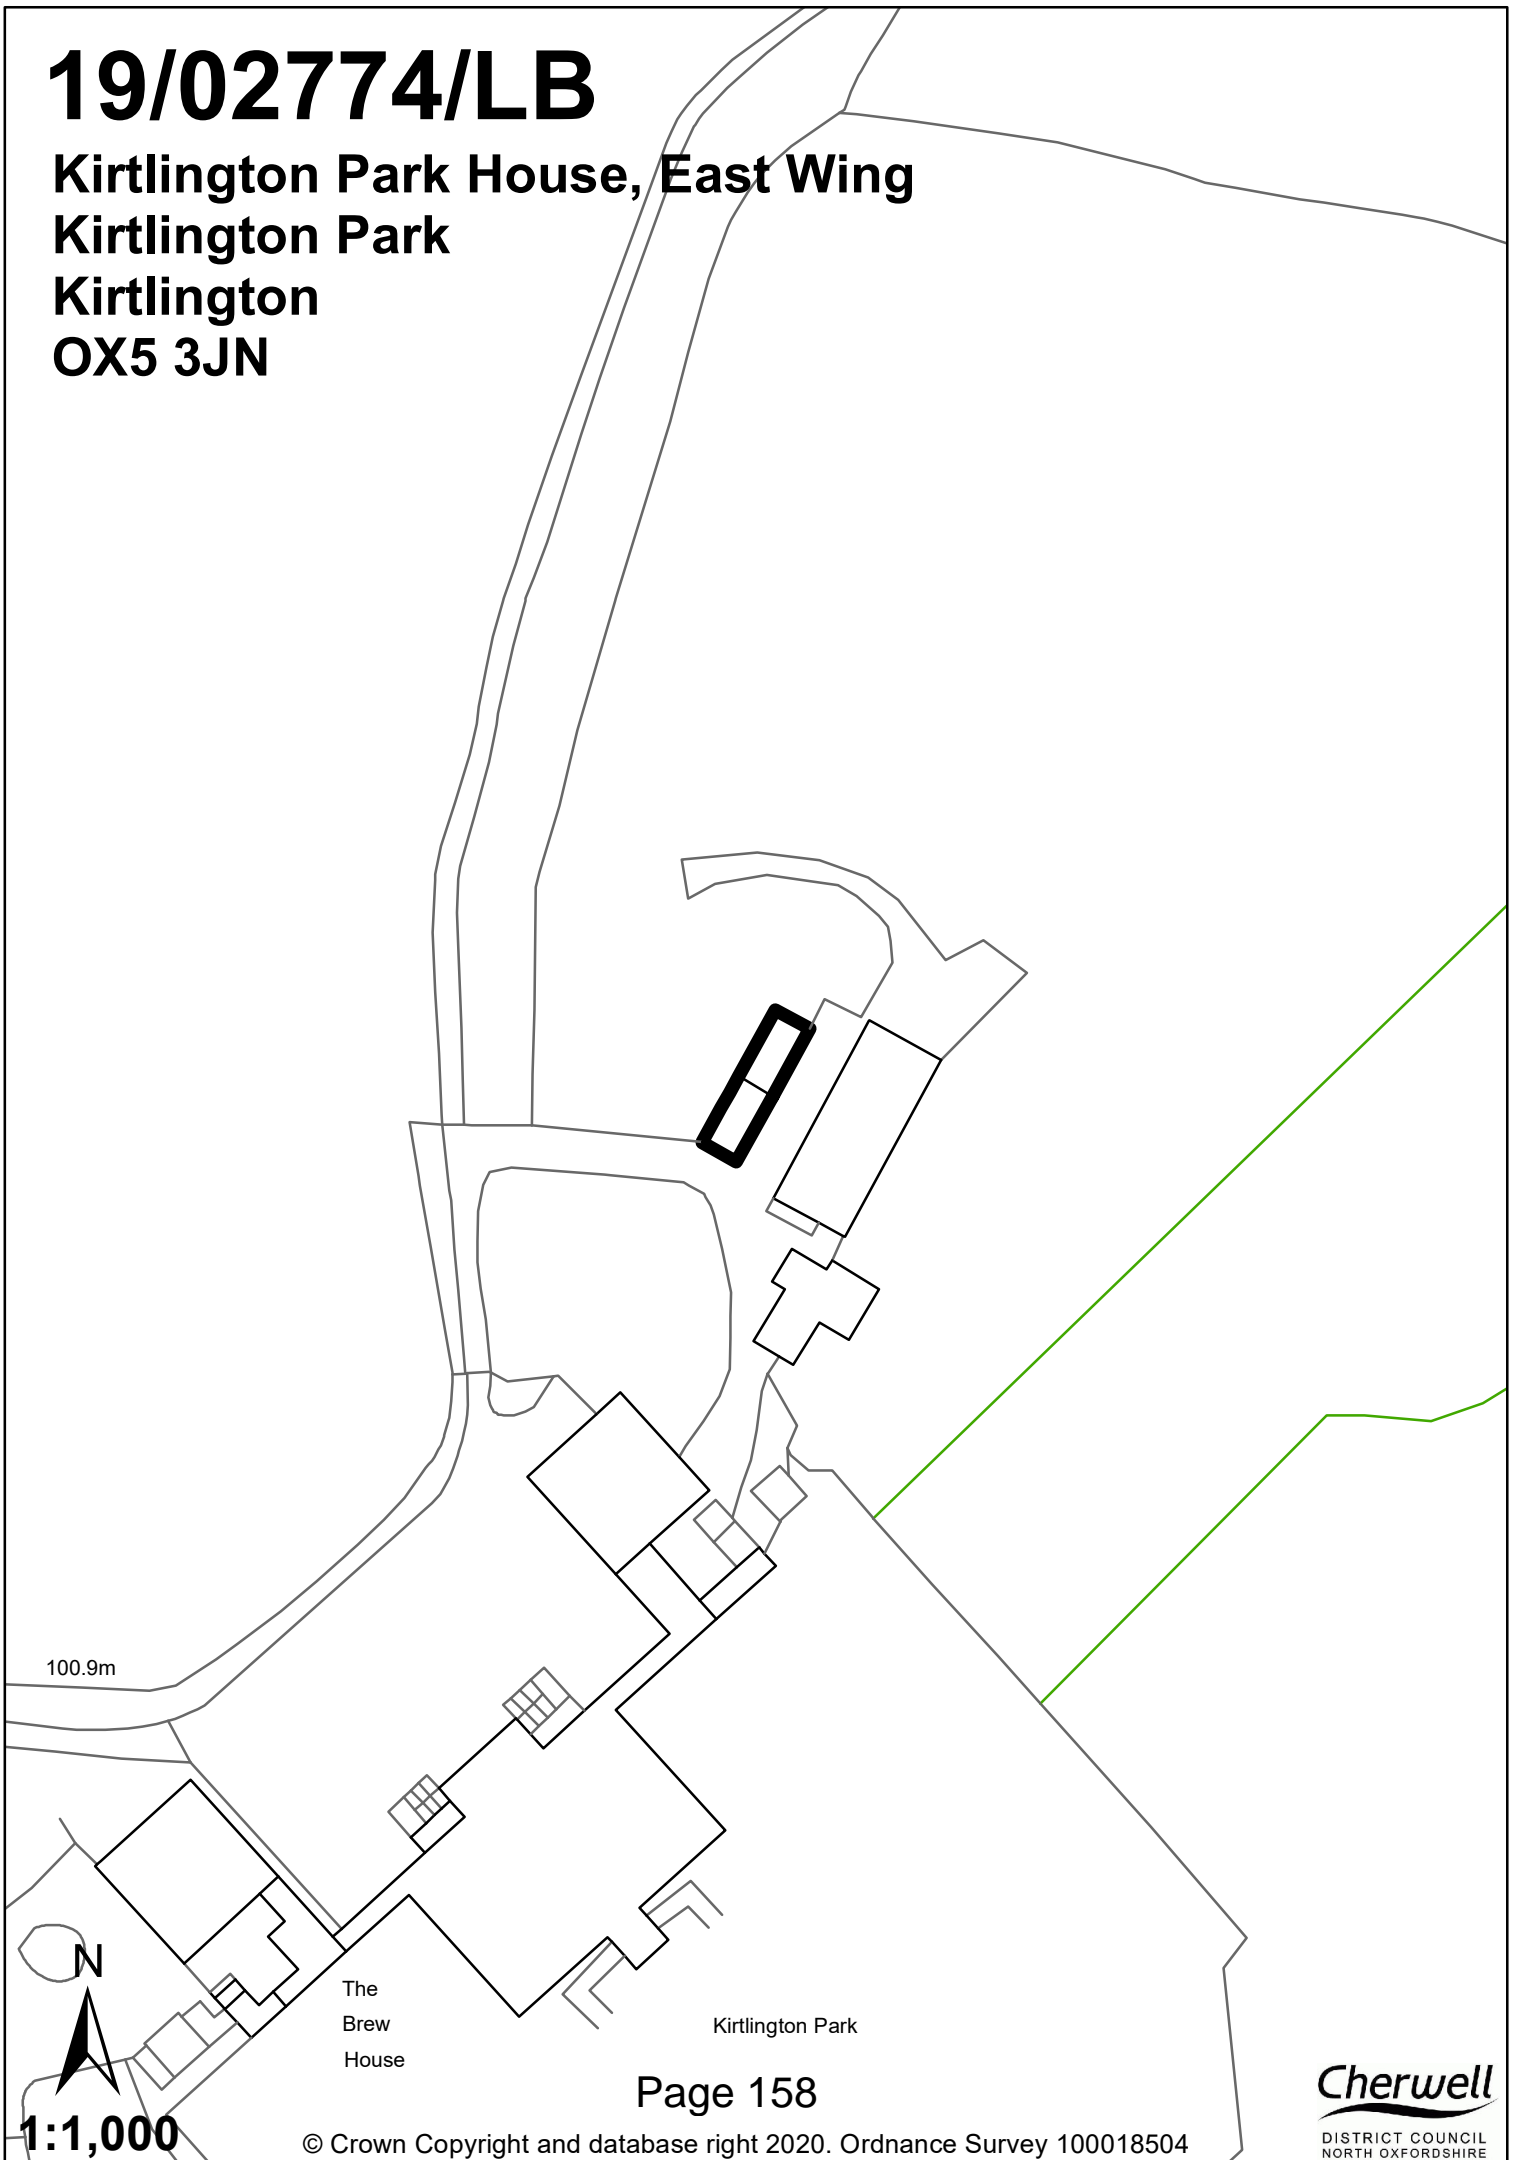 19/02774/LB
Kirtlington Park House, East Wing
Kirtlington Park
Kirtlington
OX5 3JN
100.9m
N
1:1,000
The
Brew
House
Kirtlington Park
Page 158
© Crown Copyright and database right 2020. Ordnance Survey 100018504
Cherwell
DISTRICT COUNCIL
NORTH OXFORDSHIRE